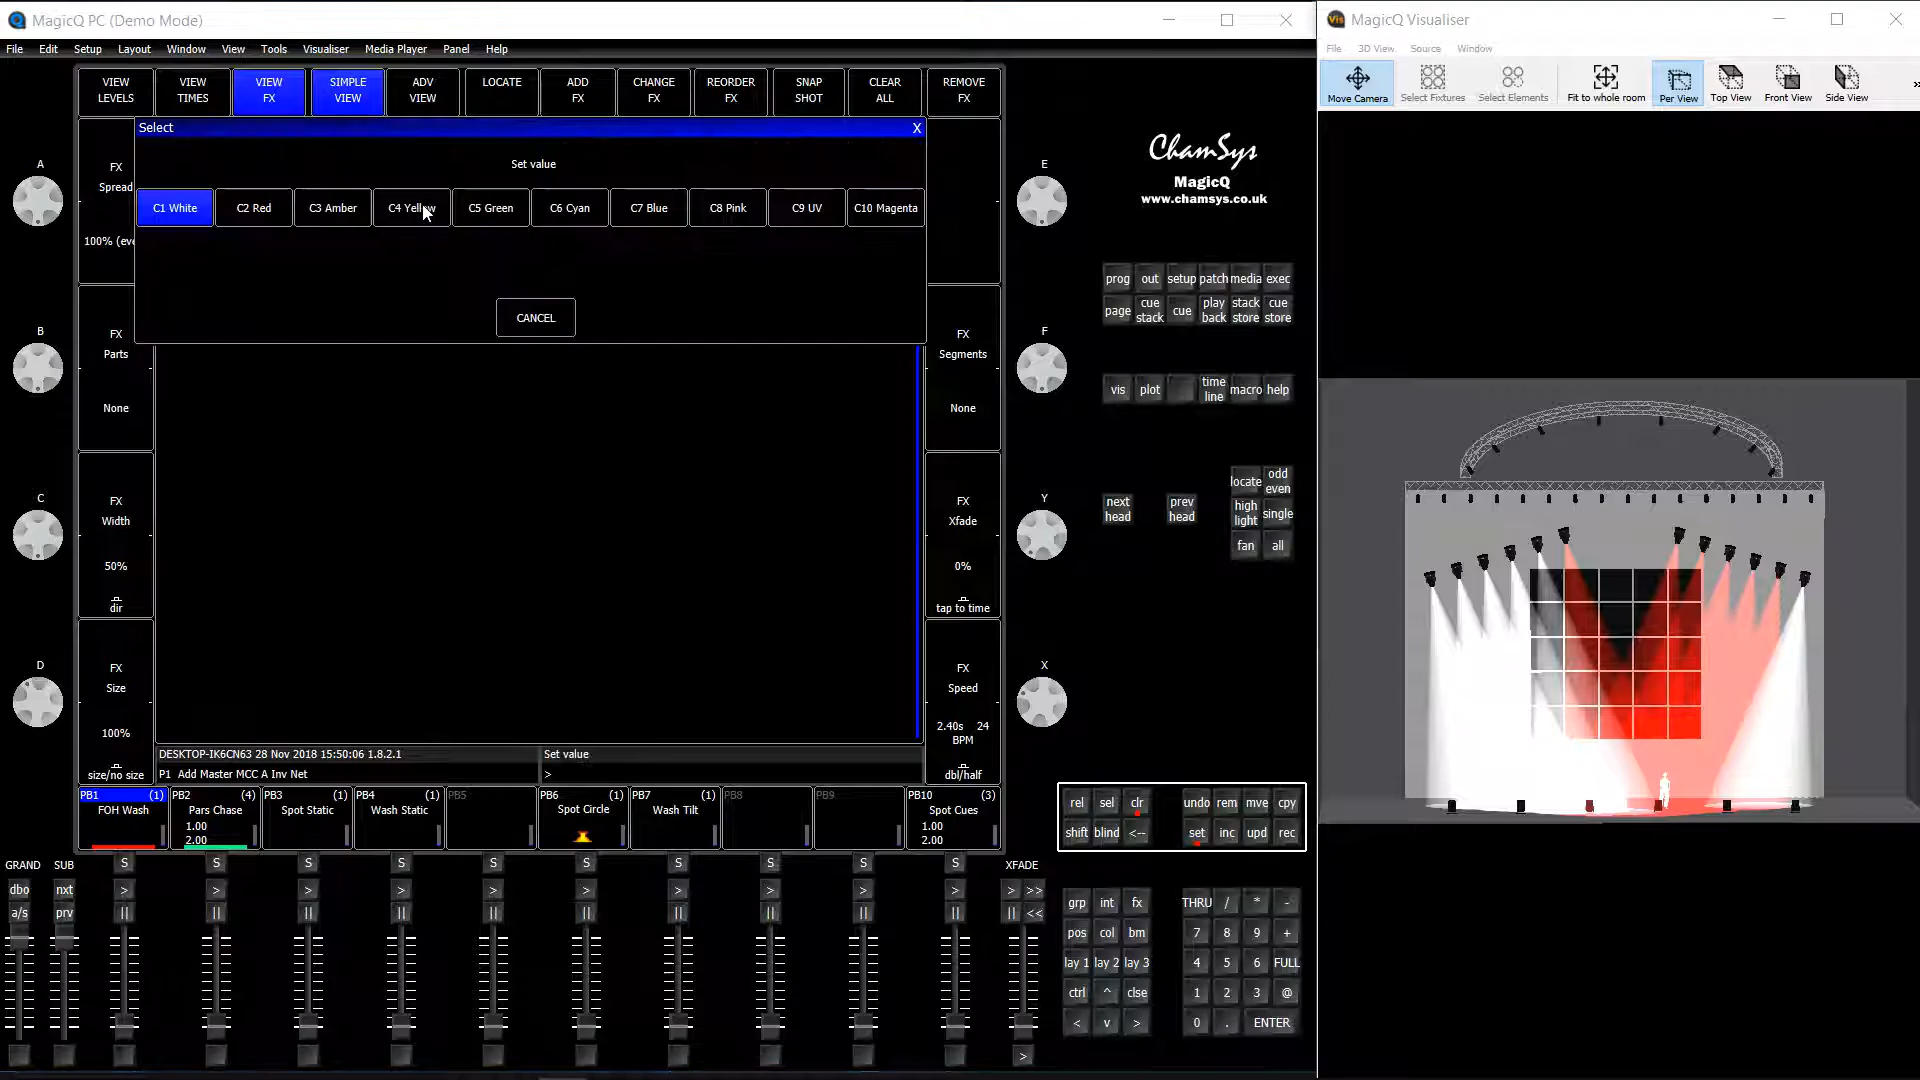 MagicQ PC (Demo Mode)
File Edit Setup Layout Window View Tools Visualiser Media Player Panel Help
VIEW LEVELS
VIEW TIMES
VIEW FX
SIMPLE VIEW
ADV VIEW
LOCATE
ADD FX
CHANGE FX
REORDER FX
SNAP SHOT
CLEAR ALL
REMOVE FX
Select X
Set value
C1 White C2 Red C3 Amber C4 Yellow C5 Green C6 Cyan C7 Blue C8 Pink C9 UV C10 Magenta
CANCEL
A
FX
Spread
100% (eve
B
FX
Parts
None
C
FX
Width
50%
dir
D
FX
Size
100%
size/no size
E
F
FX
Segments
None
Y
FX
Xfade
0%
tap to time
X
FX
Speed
2.40s 24
BPM
dbl/half
DESKTOP-IK6CN63 28 Nov 2018 15:50:06 1.8.2.1
Set value
P1 Add Master MCC A Inv Net
>
PB1 (1)
FOH Wash
PB2 (4)
Pars Chase
1.00
2.00
PB3 (1)
Spot Static
PB4 (1)
Wash Static
PB5
PB6 (1)
Spot Circle
PB7 (1)
Wash Tilt
PB8
PB9
PB10 (3)
Spot Cues
1.00
2.00
GRAND SUB
S S S S S S S S S S
XFADE
dbo nxt > > > > > > > > > > > >>
a/s prv || || || || || || || || || || || <<
>
ChamSys
MagicQ
www.chamsys.co.uk
prog out setup patch media exec
page cue stack cue play back stack store cue store
vis plot time line macro help
next head prev head
locate odd even
high light single
fan all
rel sel clr undo rem mve cpy
shift blind <-- set inc upd rec
grp int fx THRU / * -
pos col bm 7 8 9 +
lay 1 lay 2 lay 3 4 5 6 FULL
ctrl ^ clse 1 2 3 @
< v > 0 . ENTER
Vis MagicQ Visualiser
File 3D View Source Window
Move Camera Select Fixtures Select Elements Fit to whole room Per View Top View Front View Side View »